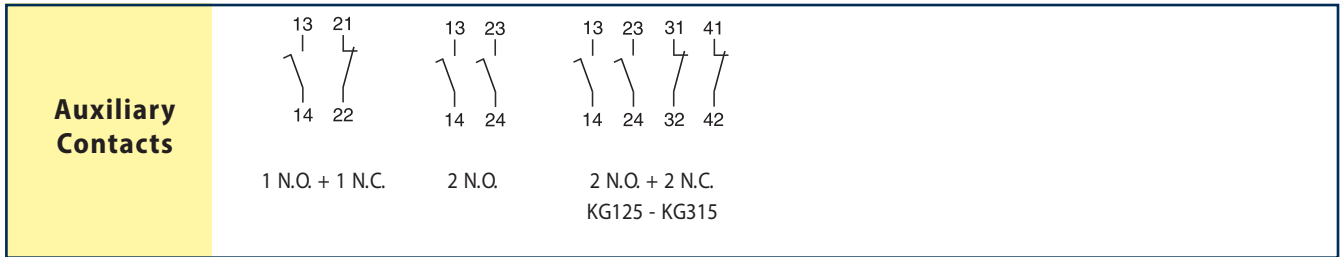 Auxiliary
Contacts
13 21
14 22
1 N.O. + 1 N.C.
13 23
14 24
2 N.O.
13 23 31 41
14 24 32 42
2 N.O. + 2 N.C.
KG125 - KG315